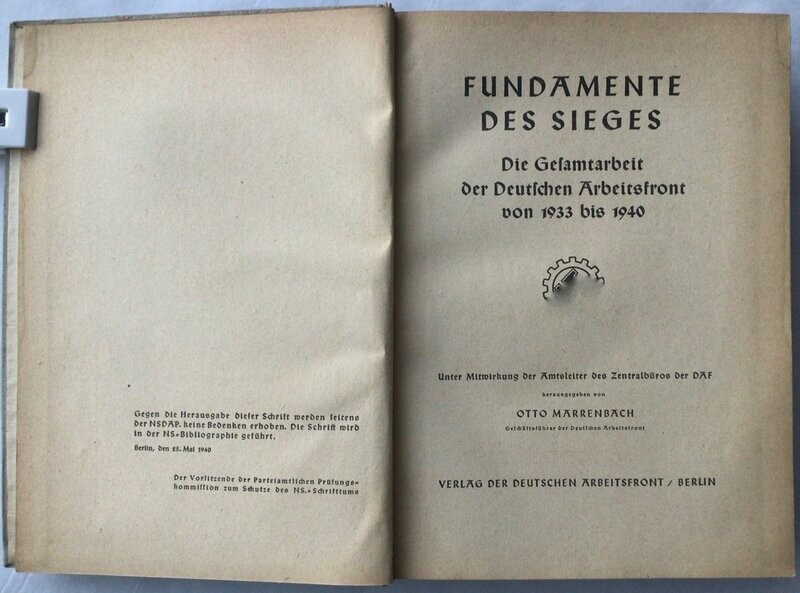 Gegen die Herausgabe dieſer Schrift werden ſeitens
der NSDAP. keine Bedenken erhoben. Die Schrift wird
in der NS=Bibliographie geführt.
Berlin, den 25. Mai 1940
Der Vorſitzende der Parteiamtlichen Prüfungs=
kommiſſion zum Schutze des NS.=Schrifttums
FUNDAMENTE
DES SIEGES
Die Geſamtarbeit
der Deutſchen Arbeitsfront
von 1933 bis 1940
Unter Mitwirkung der Amtsleiter des Zentralbüros der DAF
herausgegeben von
OTTO MARRENBACH
Geſchäftsführer der Deutſchen Arbeitsfront
VERLAG DER DEUTSCHEN ARBEITSFRONT / BERLIN